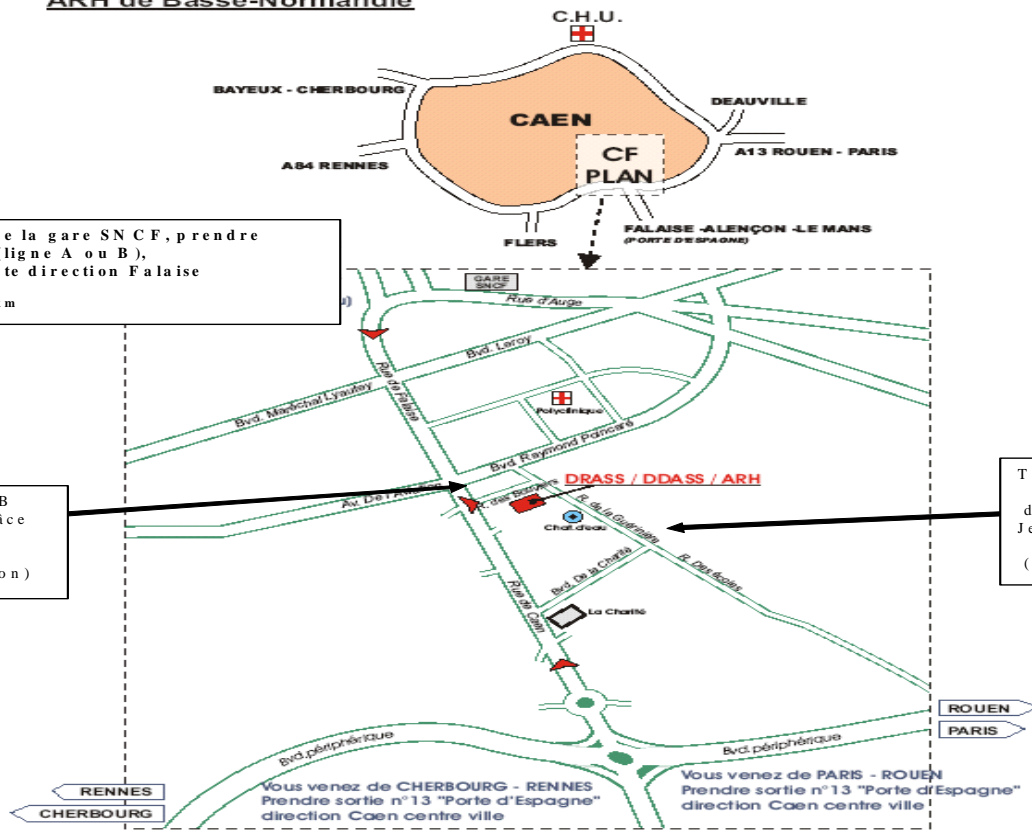 ARH de Basse-Normandie
C.H.U.
BAYEUX - CHERBOURG
DEAUVILLE
CAEN
A84 RENNES
CF
PLAN
A13 ROUEN - PARIS
FLERS
FALAISE -ALENÇON -LE MANS
(PORTE D'ESPAGNE)
e la gare SNCF, prendre
(ligne A ou B),
te direction Falaise
GARE
SNCF
Rue d'Auge
Bvd. Leroy
Rue de Falaise
Bvd. Maréchal Lyautey
Polyclinique
Bvd. Raymond Poincaré
DRASS / DDASS / ARH
Av. De l'Aviation
R. des Boxxxxxx
Chat. d'eau
R. de la Guérinière
R. Des écoles
Bvd. De la Charité
La Charité
Rue de Caen
B
on)
T
d
Je
(
ROUEN
PARIS
Bvd. périphérique
Bvd. périphérique
RENNES
CHERBOURG
Vous venez de CHERBOURG - RENNES
Prendre sortie n°13 "Porte d'Espagne"
direction Caen centre ville
Vous venez de PARIS - ROUEN
Prendre sortie n°13 "Porte d'Espagne"
direction Caen centre ville